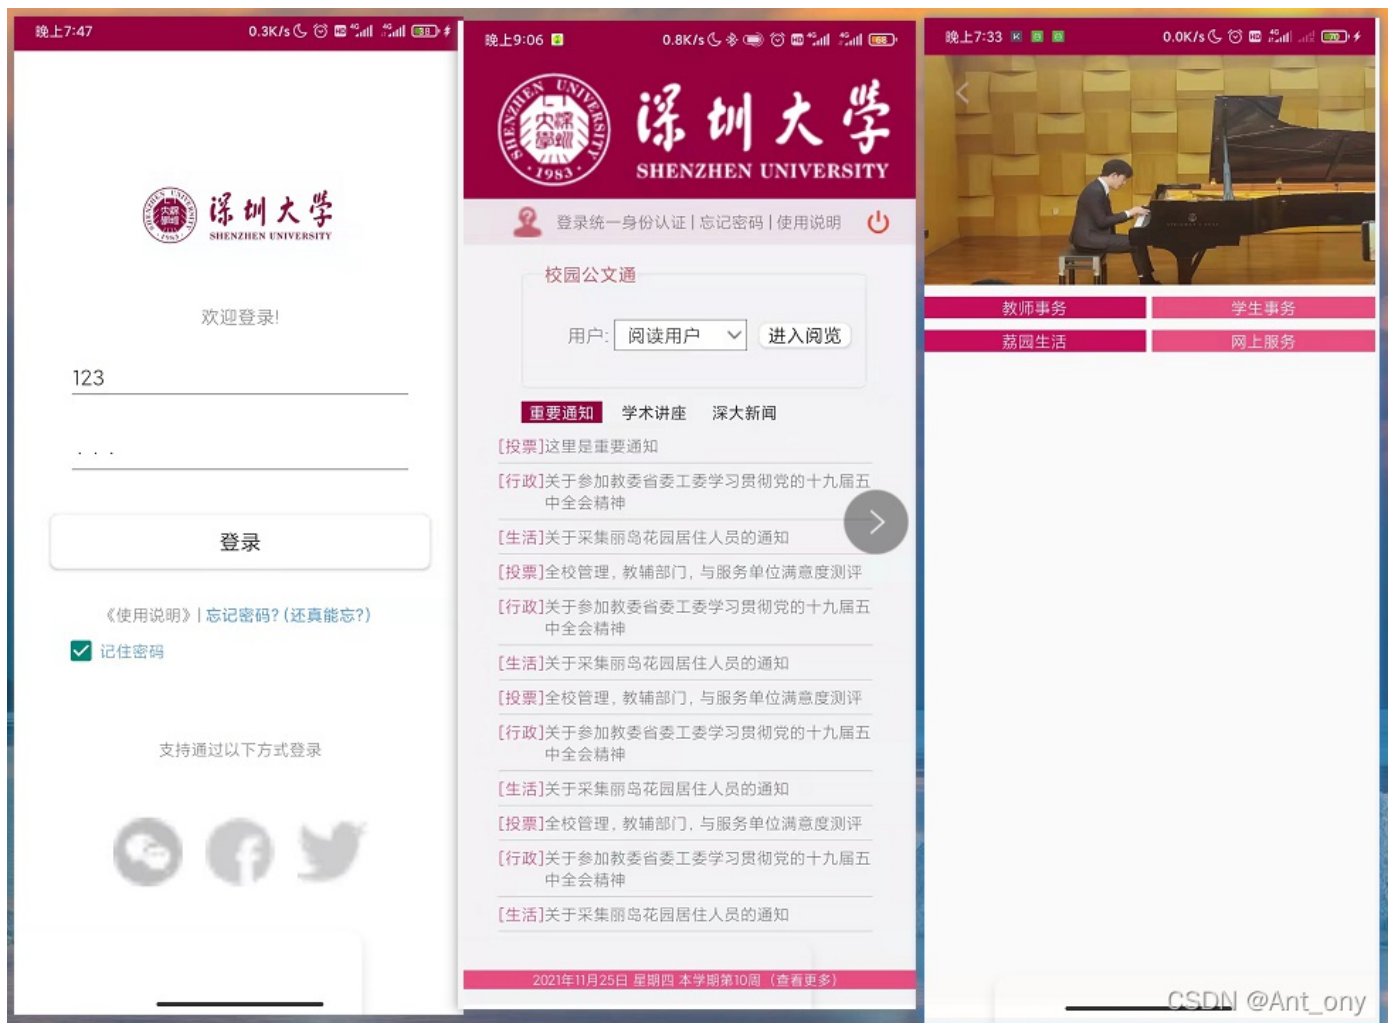 晚上7:47
0.3K/s
HD
4G
4G
38
SHENZHEN UNIVERSITY
1983
深圳大学
SHENZHEN UNIVERSITY
欢迎登录!
123
...
登录
《使用说明》| 忘记密码?(还真能忘?)
记住密码
支持通过以下方式登录
晚上9:06
0.8K/s
HD
4G
4G
68
SHENZHEN UNIVERSITY
·1983·
深圳大学
SHENZHEN UNIVERSITY
登录统一身份认证 | 忘记密码 | 使用说明
校园公文通
用户: 阅读用户 进入阅览
重要通知 学术讲座 深大新闻
[投票]这里是重要通知
[行政]关于参加教委省委工委学习贯彻党的十九届五
中全会精神
[生活]关于采集丽岛花园居住人员的通知
[投票]全校管理, 教辅部门, 与服务单位满意度测评
[行政]关于参加教委省委工委学习贯彻党的十九届五
中全会精神
[生活]关于采集丽岛花园居住人员的通知
[投票]全校管理, 教辅部门, 与服务单位满意度测评
[行政]关于参加教委省委工委学习贯彻党的十九届五
中全会精神
[生活]关于采集丽岛花园居住人员的通知
[投票]全校管理, 教辅部门, 与服务单位满意度测评
[行政]关于参加教委省委工委学习贯彻党的十九届五
中全会精神
[生活]关于采集丽岛花园居住人员的通知
2021年11月25日 星期四 本学期第10周（查看更多）
晚上7:33
0.0K/s
HD
4G
70
教师事务 学生事务
荔园生活 网上服务
CSDN @Ant_ony